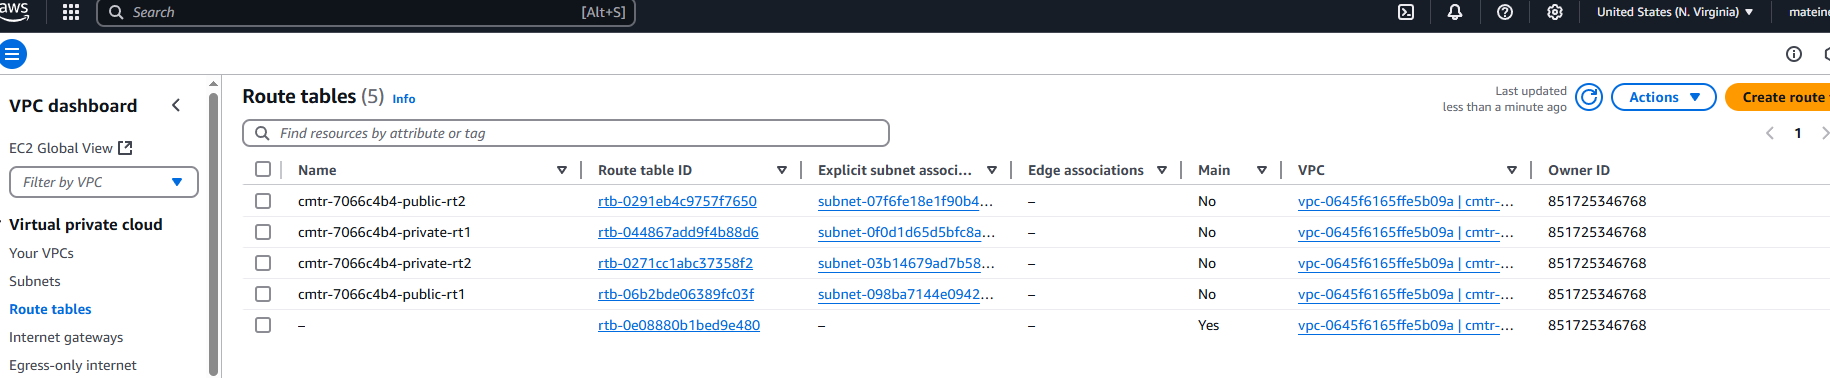 aws Search [Alt+S] United States (N. Virginia) ▼ mateine
VPC dashboard
EC2 Global View
Filter by VPC
Virtual private cloud
Your VPCs
Subnets
Route tables
Internet gateways
Egress-only internet
Route tables (5) Info
Last updated
less than a minute ago
Actions
Create route
Find resources by attribute or tag
1
Name Route table ID Explicit subnet associ... Edge associations Main VPC Owner ID
cmtr-7066c4b4-public-rt2 rtb-0291eb4c9757f7650 subnet-07f6fe18e1f90b4... – No vpc-0645f6165ffe5b09a | cmtr-... 851725346768
cmtr-7066c4b4-private-rt1 rtb-044867add9f4b88d6 subnet-0f0d1d65d5bfc8a... – No vpc-0645f6165ffe5b09a | cmtr-... 851725346768
cmtr-7066c4b4-private-rt2 rtb-0271cc1abc37358f2 subnet-03b14679ad7b58... – No vpc-0645f6165ffe5b09a | cmtr-... 851725346768
cmtr-7066c4b4-public-rt1 rtb-06b2bde06389fc03f subnet-098ba7144e0942... – No vpc-0645f6165ffe5b09a | cmtr-... 851725346768
– rtb-0e08880b1bed9e480 – – Yes vpc-0645f6165ffe5b09a | cmtr-... 851725346768